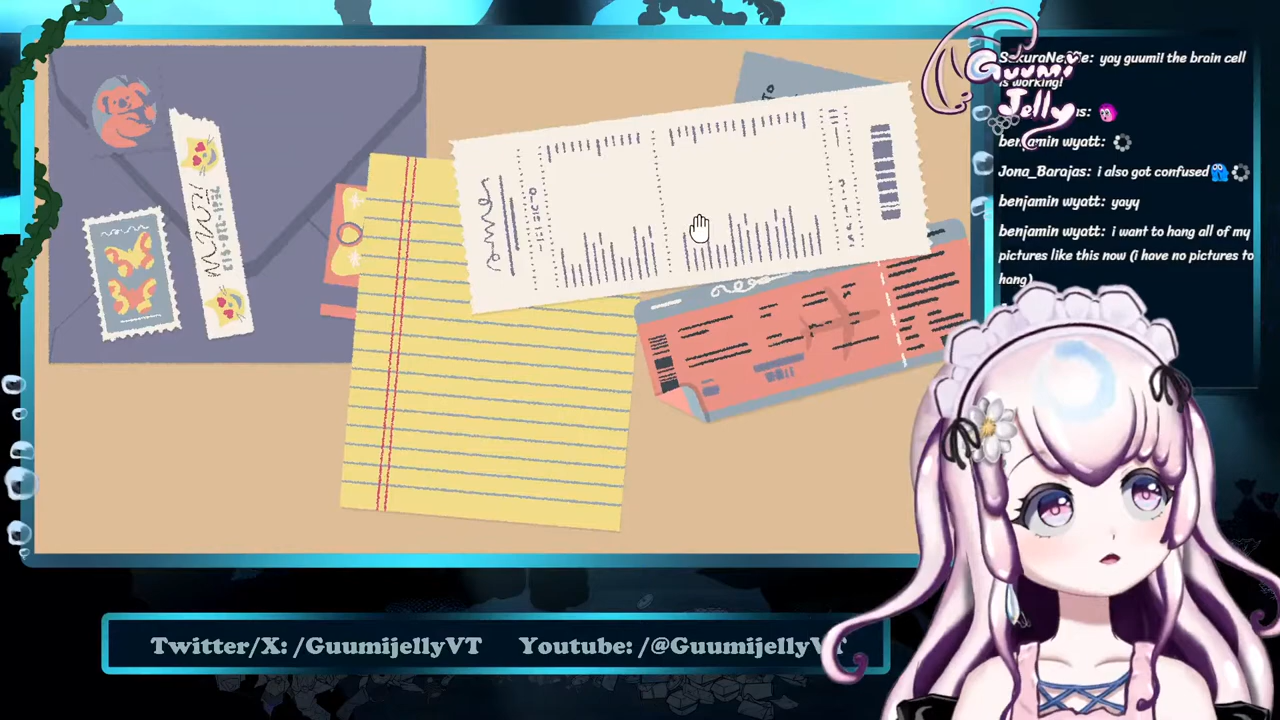 SakuraNe
: yay guumi! the brain cell
is working!
Guumi
Jelly
is:
benjamin wyatt:
Jona_Barajas: i also got confused
benjamin wyatt: yayy
benjamin wyatt: i want to hang all of my
pictures like this now (i have no pictures to
hang)
Twitter/X: /GuumijellyVT
Youtube: /@GuumijellyVT